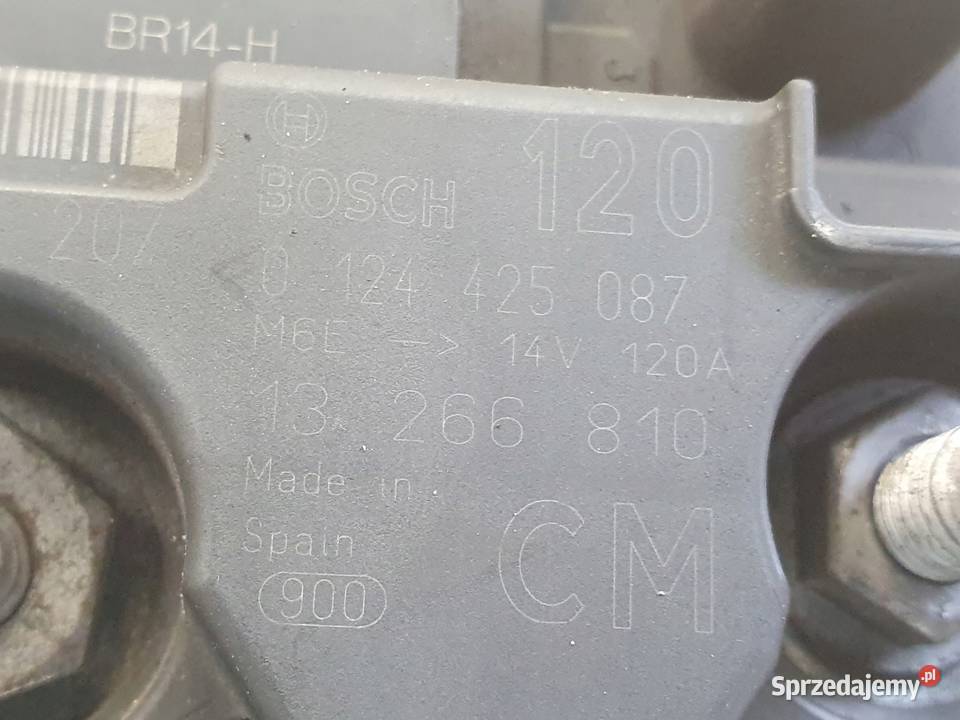 BR14-H
BOSCH 120
0 124 425 087
M6E —> 14V 120A
13 266 810
Made in
Spain
900
CM
Sprzedajemy.pl